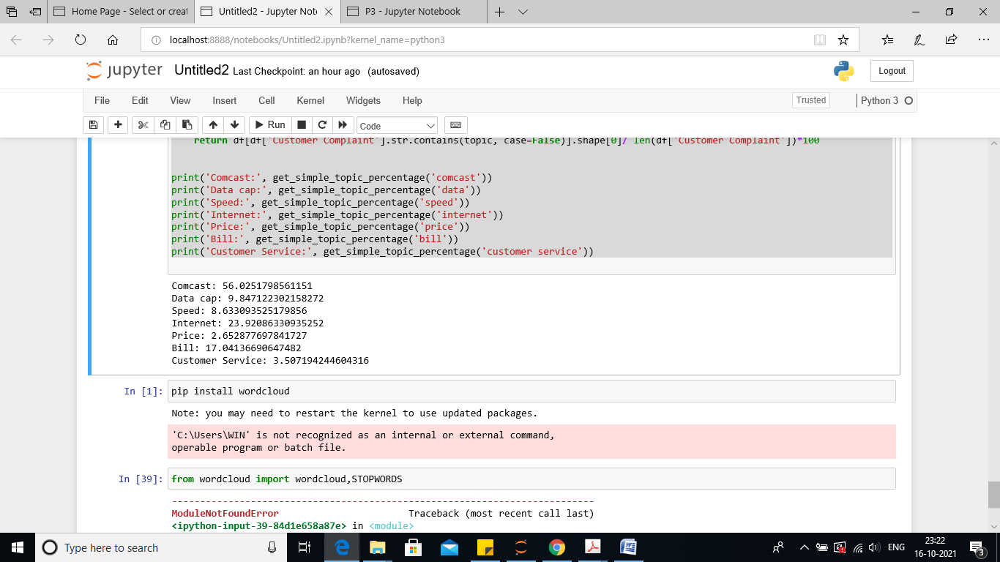 Home Page - Select or creat
Untitled2 - Jupyter Not
P3 - Jupyter Notebook
localhost:8888/notebooks/Untitled2.ipynb?kernel_name=python3
jupyter Untitled2 Last Checkpoint: an hour ago (autosaved)
Logout
File Edit View Insert Cell Kernel Widgets Help
Trusted Python 3
Run Code
return df[df['Customer Complaint'].str.contains(topic, case=False)].shape[0]/ len(df['Customer Complaint'])*100
print('Comcast:', get_simple_topic_percentage('comcast'))
print('Data cap:', get_simple_topic_percentage('data'))
print('Speed:', get_simple_topic_percentage('speed'))
print('Internet:', get_simple_topic_percentage('internet'))
print('Price:', get_simple_topic_percentage('price'))
print('Bill:', get_simple_topic_percentage('bill'))
print('Customer Service:', get_simple_topic_percentage('customer service'))
Comcast: 56.0251798561151
Data cap: 9.847122302158272
Speed: 8.633093525179856
Internet: 23.92086330935252
Price: 2.652877697841727
Bill: 17.04136690647482
Customer Service: 3.507194244604316
In [1]: pip install wordcloud
Note: you may need to restart the kernel to use updated packages.
'C:\Users\WIN' is not recognized as an internal or external command,
operable program or batch file.
In [39]: from wordcloud import wordcloud,STOPWORDS
---------------------------------------------------------------------------
ModuleNotFoundError Traceback (most recent call last)
<ipython-input-39-84d1e658a87e> in <module>
Type here to search
ENG
23:22
16-10-2021
3